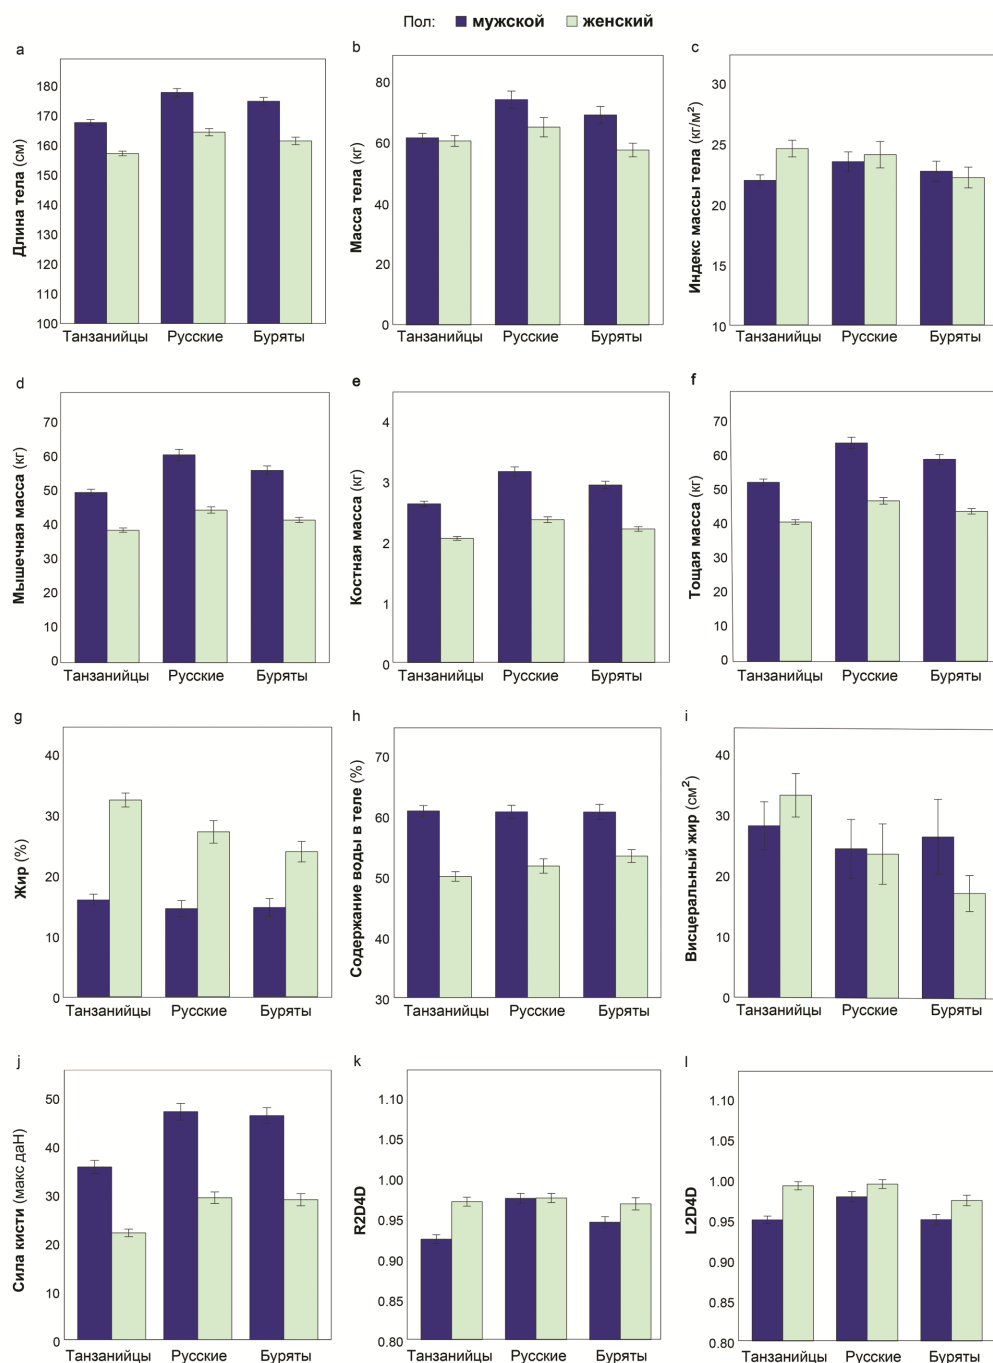 Пол: мужской женский
a
Длина тела (см)
180
170
160
150
140
130
120
110
100
Танзанийцы Русские Буряты
b
Масса тела (кг)
80
60
40
20
0
Танзанийцы Русские Буряты
c
Индекс массы тела (кг/м²)
30
25
20
15
10
Танзанийцы Русские Буряты
d
Мышечная масса (кг)
70
60
50
40
30
20
10
0
Танзанийцы Русские Буряты
e
Костная масса (кг)
4
3
2
1
0
Танзанийцы Русские Буряты
f
Тощая масса (кг)
70
60
50
40
30
20
10
0
Танзанийцы Русские Буряты
g
Жир (%)
40
30
20
10
0
Танзанийцы Русские Буряты
h
Содержание воды в теле (%)
70
60
50
40
30
Танзанийцы Русские Буряты
i
Висцеральный жир (см²)
40
30
20
10
0
Танзанийцы Русские Буряты
j
Сила кисти (макс даН)
50
40
30
20
10
0
Танзанийцы Русские Буряты
k
R2D4D
1.10
1.05
1.00
0.95
0.90
0.85
0.80
Танзанийцы Русские Буряты
l
L2D4D
1.10
1.05
1.00
0.95
0.90
0.85
0.80
Танзанийцы Русские Буряты